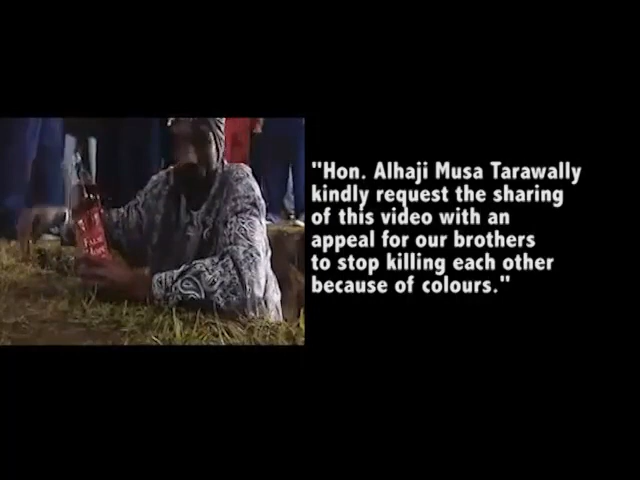 "Hon. Alhaji Musa Tarawally
kindly request the sharing
of this video with an
appeal for our brothers
to stop killing each other
because of colours."